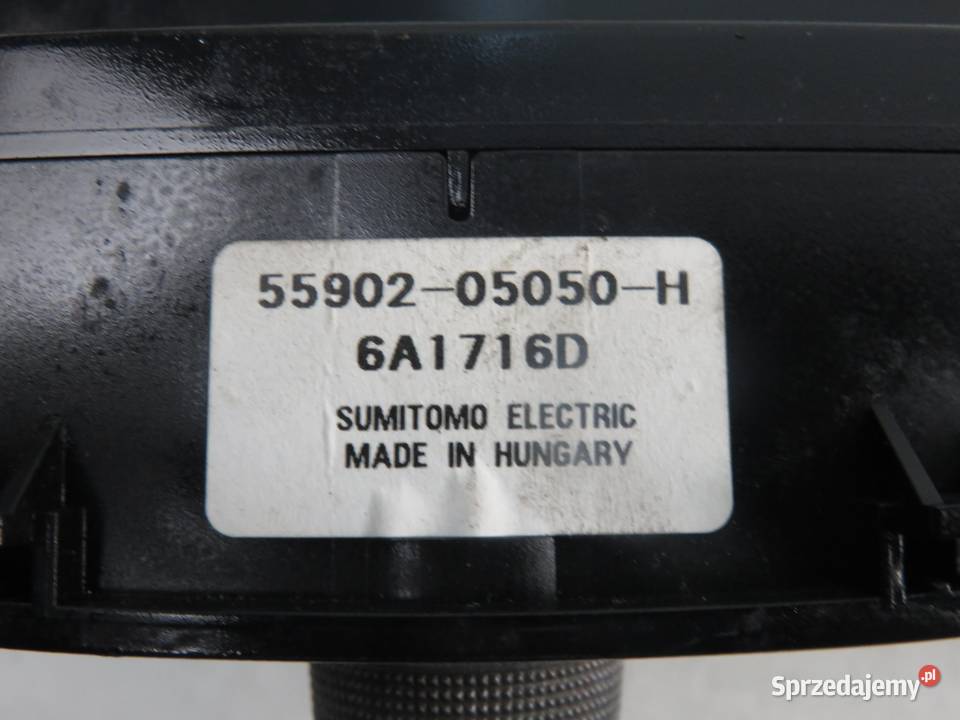 55902-05050-H
6A1716D
SUMITOMO ELECTRIC
MADE IN HUNGARY
Sprzedajemy.pl